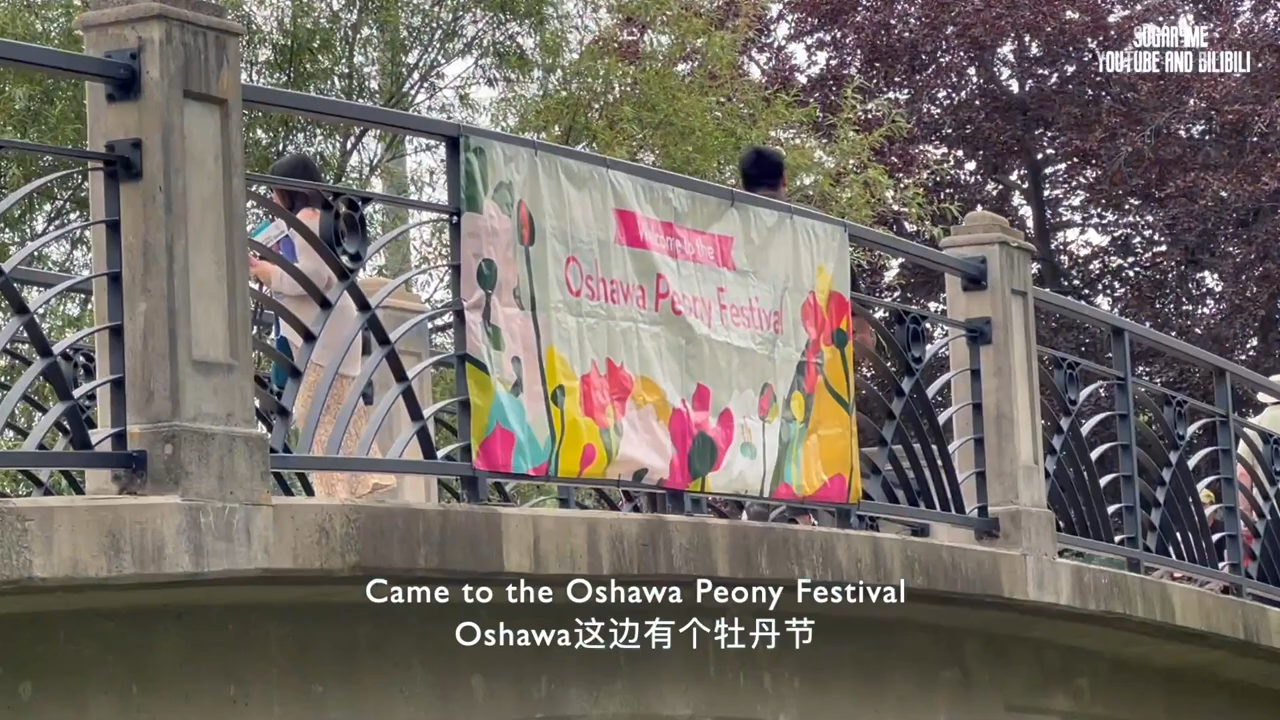 SUGAR ME
YOUTUBE AND BILIBILI
Welcome to the
Oshawa Peony Festival
Came to the Oshawa Peony Festival
Oshawa这边有个牡丹节